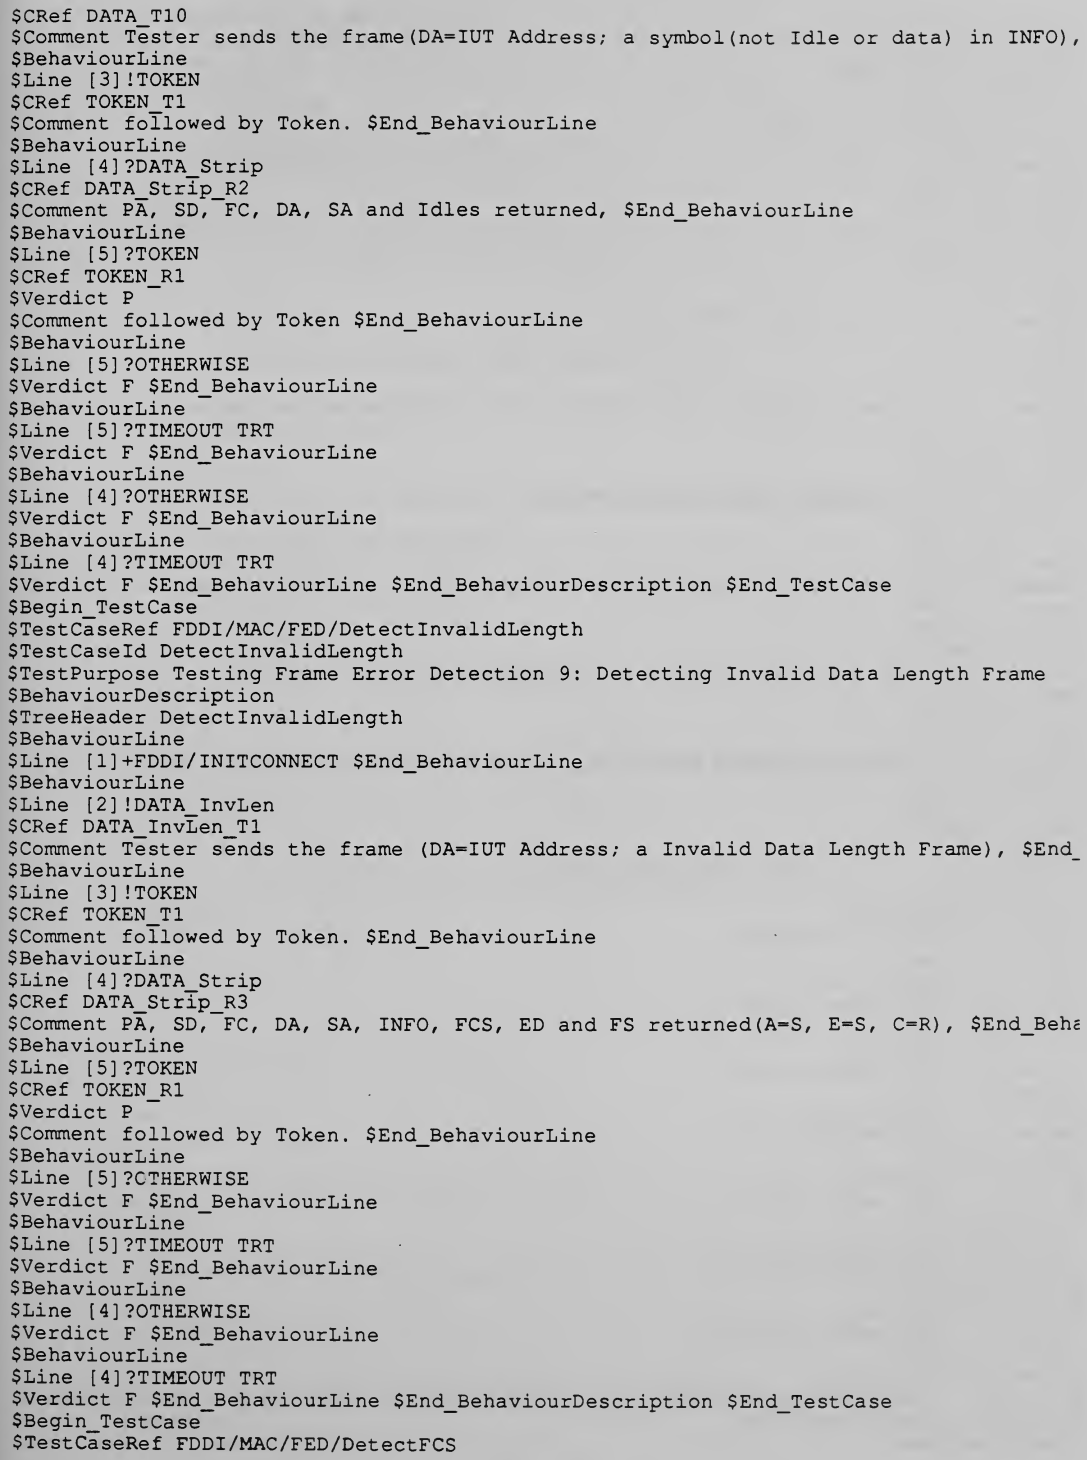 $CRef DATA_T10
$Comment Tester sends the frame(DA=IUT Address; a symbol(not Idle or data) in INFO),
$BehaviourLine
$Line [3]!TOKEN
$CRef TOKEN_T1
$Comment followed by Token. $End_BehaviourLine
$BehaviourLine
$Line [4]?DATA_Strip
$CRef DATA_Strip_R2
$Comment PA, SD, FC, DA, SA and Idles returned, $End_BehaviourLine
$BehaviourLine
$Line [5]?TOKEN
$CRef TOKEN_R1
$Verdict P
$Comment followed by Token $End_BehaviourLine
$BehaviourLine
$Line [5]?OTHERWISE
$Verdict F $End_BehaviourLine
$BehaviourLine
$Line [5]?TIMEOUT TRT
$Verdict F $End_BehaviourLine
$BehaviourLine
$Line [4]?OTHERWISE
$Verdict F $End_BehaviourLine
$BehaviourLine
$Line [4]?TIMEOUT TRT
$Verdict F $End_BehaviourLine $End_BehaviourDescription $End_TestCase
$Begin_TestCase
$TestCaseRef FDDI/MAC/FED/DetectInvalidLength
$TestCaseId DetectInvalidLength
$TestPurpose Testing Frame Error Detection 9: Detecting Invalid Data Length Frame
$BehaviourDescription
$TreeHeader DetectInvalidLength
$BehaviourLine
$Line [1]+FDDI/INITCONNECT $End_BehaviourLine
$BehaviourLine
$Line [2]!DATA_InvLen
$CRef DATA_InvLen_T1
$Comment Tester sends the frame (DA=IUT Address; a Invalid Data Length Frame), $End_
$BehaviourLine
$Line [3]!TOKEN
$CRef TOKEN_T1
$Comment followed by Token. $End_BehaviourLine
$BehaviourLine
$Line [4]?DATA_Strip
$CRef DATA_Strip_R3
$Comment PA, SD, FC, DA, SA, INFO, FCS, ED and FS returned(A=S, E=S, C=R), $End_Beha
$BehaviourLine
$Line [5]?TOKEN
$CRef TOKEN_R1
$Verdict P
$Comment followed by Token. $End_BehaviourLine
$BehaviourLine
$Line [5]?OTHERWISE
$Verdict F $End_BehaviourLine
$BehaviourLine
$Line [5]?TIMEOUT TRT
$Verdict F $End_BehaviourLine
$BehaviourLine
$Line [4]?OTHERWISE
$Verdict F $End_BehaviourLine
$BehaviourLine
$Line [4]?TIMEOUT TRT
$Verdict F $End_BehaviourLine $End_BehaviourDescription $End_TestCase
$Begin_TestCase
$TestCaseRef FDDI/MAC/FED/DetectFCS